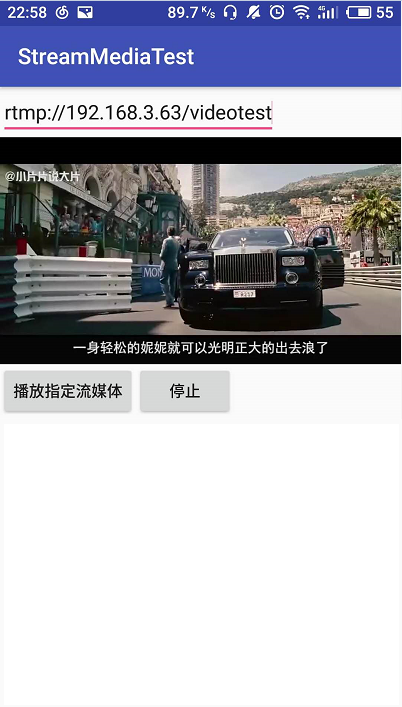 22:58
89.7 K/s
4G
55
StreamMediaTest
rtmp://192.168.3.63/videotest
@小片片说大片
MON
一身轻松的妮妮就可以光明正大的出去浪了
播放指定流媒体
停止